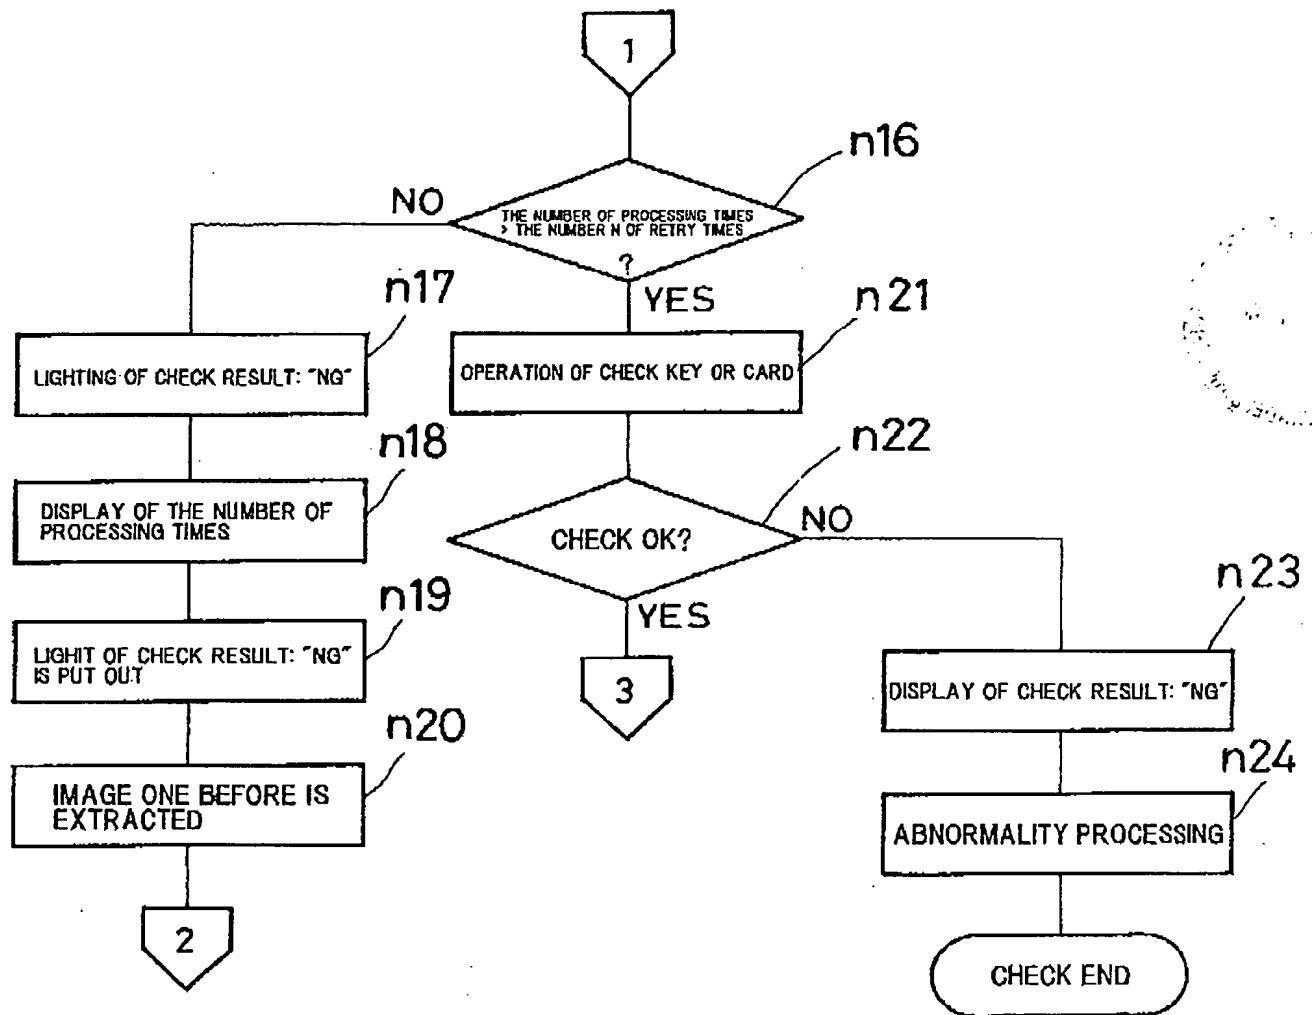 1
n16
NO
THE NUMBER OF PROCESSING TIMES
> THE NUMBER N OF RETRY TIMES
?
YES
n17
LIGHTING OF CHECK RESULT: "NG"
n21
OPERATION OF CHECK KEY OR CARD
n18
DISPLAY OF THE NUMBER OF
PROCESSING TIMES
n22
CHECK OK?
NO
YES
n19
LIGHIT OF CHECK RESULT: "NG"
IS PUT OUT
3
n23
DISPLAY OF CHECK RESULT: "NG"
n20
IMAGE ONE BEFORE IS
EXTRACTED
n24
ABNORMALITY PROCESSING
2
CHECK END